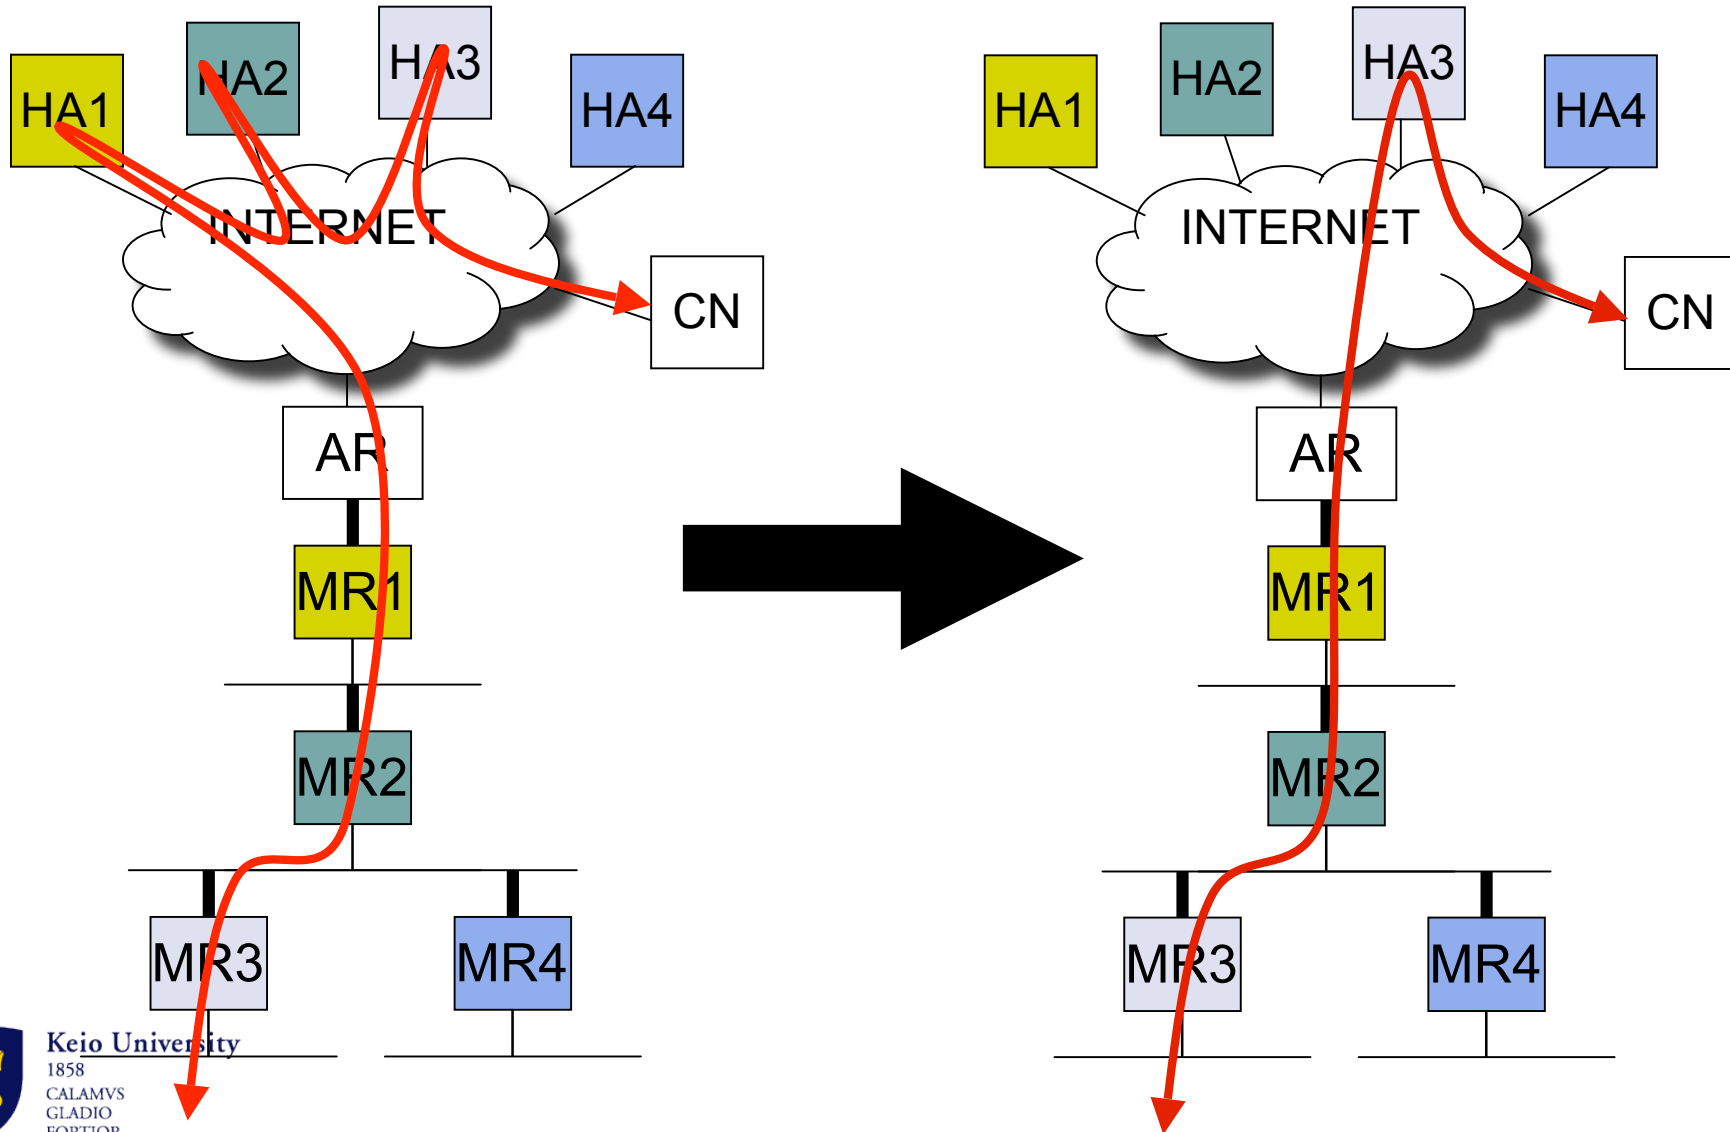 HA1
HA2
HA3
HA4
INTERNET
CN
AR
MR1
MR2
MR3
MR4
HA1
HA2
HA3
HA4
INTERNET
CN
AR
MR1
MR2
MR3
MR4
Keio University
1858
CALAMVS
GLADIO
FORTIOR